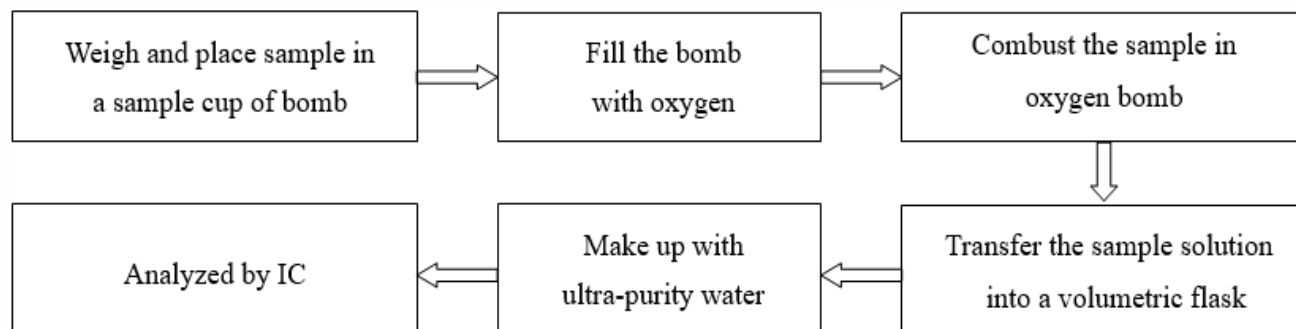 Weigh and place sample in
a sample cup of bomb
Fill the bomb
with oxygen
Combust the sample in
oxygen bomb
Transfer the sample solution
into a volumetric flask
Make up with
ultra-purity water
Analyzed by IC